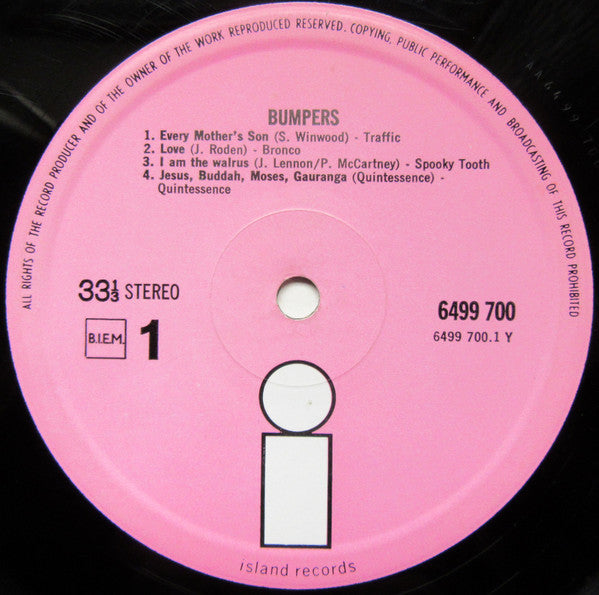 ALL RIGHTS OF THE RECORD PRODUCER AND OF THE OWNER OF THE WORK REPRODUCED RESERVED. COPYING, PUBLIC PERFORMANCE AND BROADCASTING OF THIS RECORD PROHIBITED
BUMPERS
1. Every Mother's Son (S. Winwood) - Traffic
2. Love (J. Roden) - Bronco
3. I am the walrus (J. Lennon/P. McCartney) - Spooky Tooth
4. Jesus, Buddah, Moses, Gauranga (Quintessence) -
Quintessence
33⅓ STEREO
6499 700
B.I.E.M. 1
6499 700.1 Y
island records